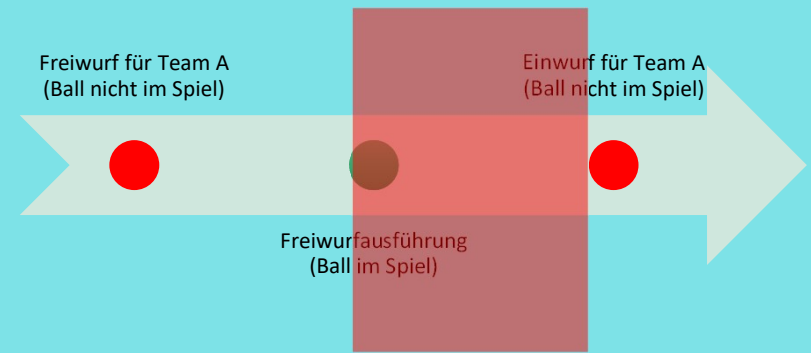 Freiwurf für Team A
(Ball nicht im Spiel)
Einwurf für Team A
(Ball nicht im Spiel)
Freiwurfausführung
(Ball im Spiel)